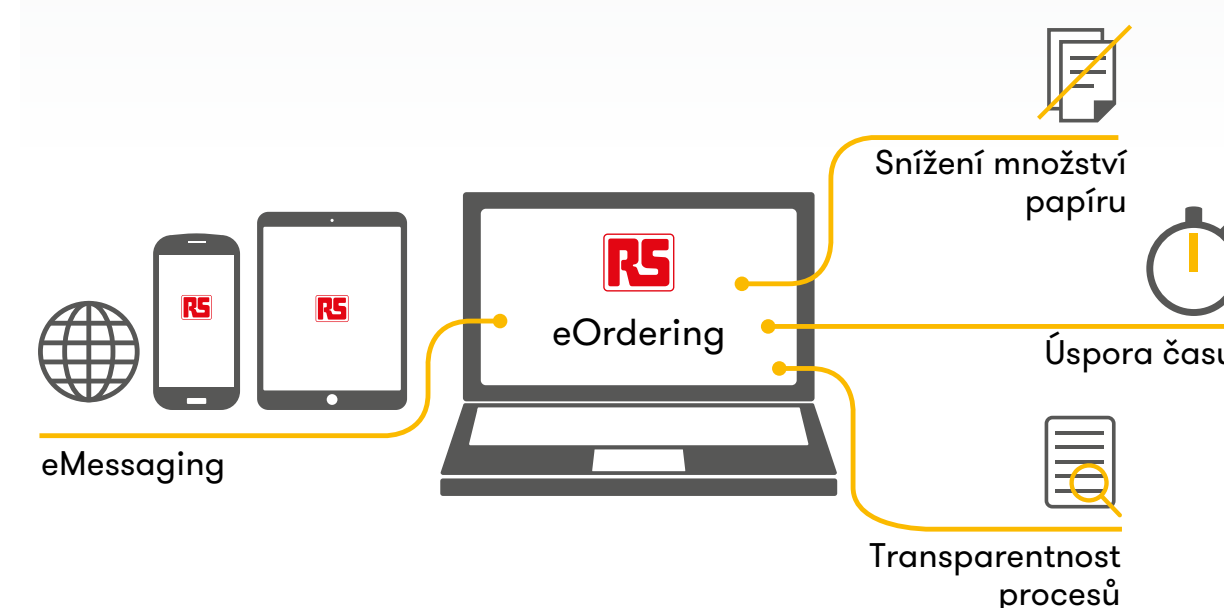 Snížení množství
papíru
RS
RS
RS
eOrdering
Úspora času
eMessaging
Transparentnost
procesů